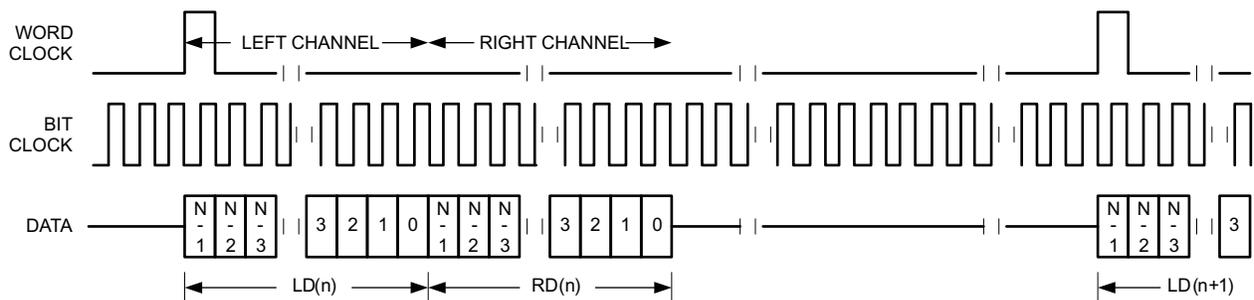 WORD
CLOCK
LEFT CHANNEL
RIGHT CHANNEL
BIT
CLOCK
DATA
N
-
1
N
-
2
N
-
3
3
2
1
0
N
-
1
N
-
2
N
-
3
3
2
1
0
N
-
1
N
-
2
N
-
3
3
LD(n)
RD(n)
LD(n+1)